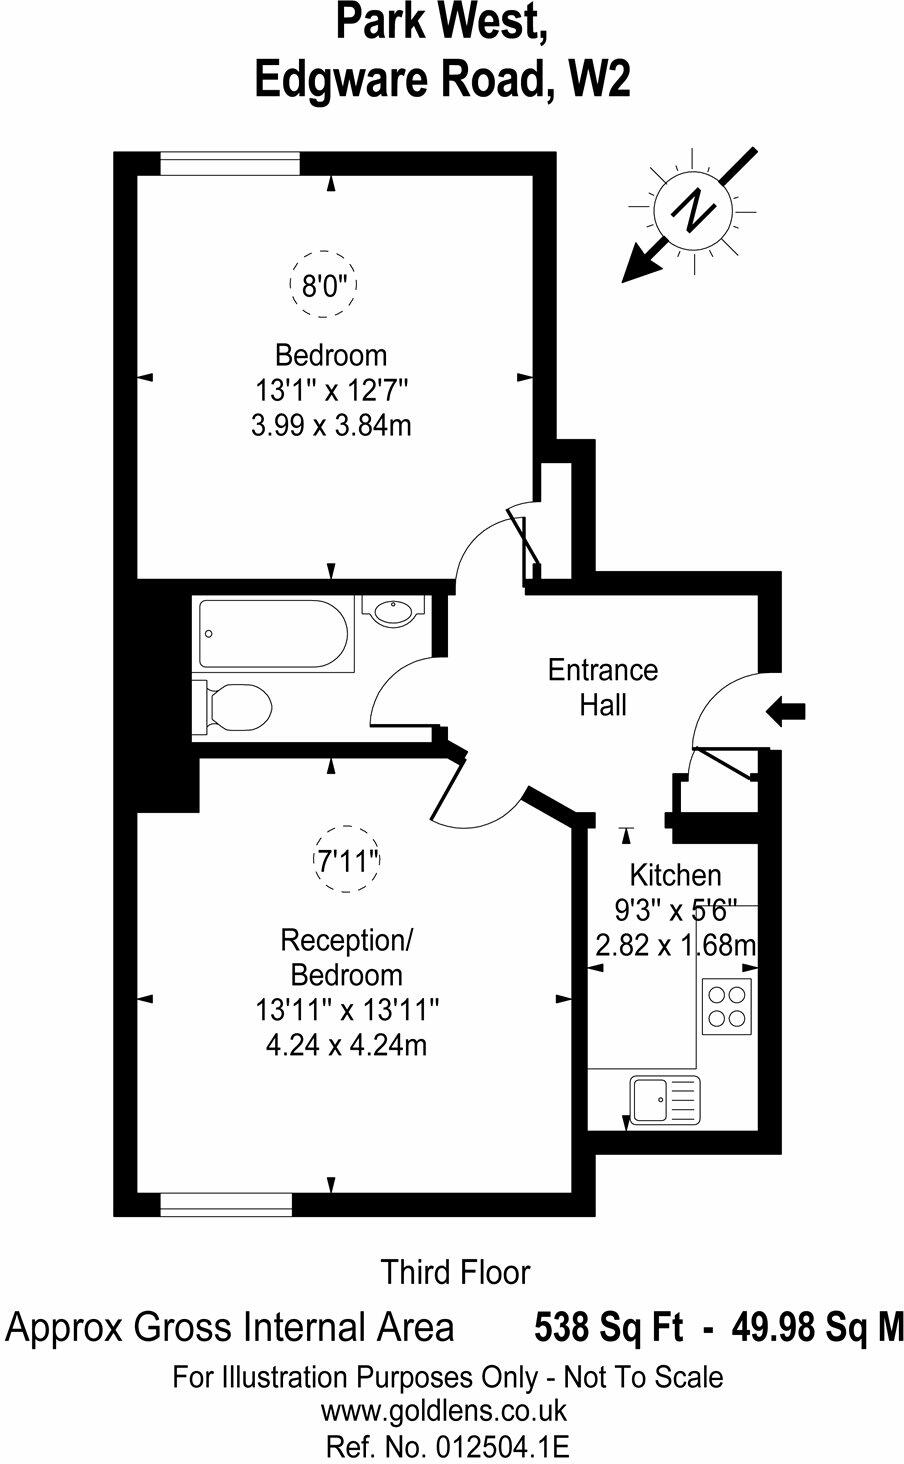 Park West,
Edgware Road, W2
N
8'0"
Bedroom
13'1" x 12'7"
3.99 x 3.84m
Entrance
Hall
7'11"
Reception/
Bedroom
13'11" x 13'11"
4.24 x 4.24m
Kitchen
9'3" x 5'6"
2.82 x 1.68m
Third Floor
Approx Gross Internal Area 538 Sq Ft - 49.98 Sq M
For Illustration Purposes Only - Not To Scale
www.goldlens.co.uk
Ref. No. 012504.1E